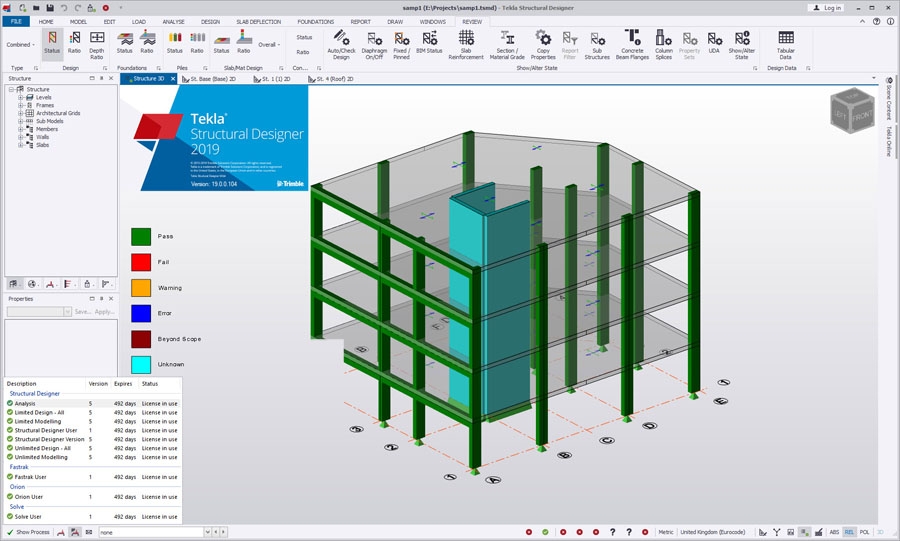 samp1 (E:\Projects\samp1.tsmd) - Tekla Structural Designer
Log in
FILE HOME MODEL EDIT LOAD ANALYSE DESIGN SLAB DEFLECTION FOUNDATIONS REPORT DRAW WINDOWS REVIEW
Combined
Status Ratio Depth Ratio Status Ratio Status Ratio Status Ratio Overall Status Ratio Auto/Check Design Diaphragm On/Off Fixed / Pinned BIM Status Slab Reinforcement Section / Material Grade Copy Properties Report Filter Sub Structures Concrete Beam Flanges Column Splices Property Sets UDA Show/Alter State Tabular Data
Type Design Foundations Piles Slab/Mat Design Con... Show/Alter State Design Data
Structure
Structure 3D St. Base (Base) 2D St. 1 (1) 2D St. 4 (Roof) 2D
Structure
Levels
Frames
Architectural Grids
Sub Models
Members
Walls
Slabs
Tekla®
Structural Designer
2019
Version: 19.0.0.104
Trimble
LEFT FRONT
Scene Content
Tekla Online
Pass
Fail
Warning
Error
Beyond Scope
Unknown
Properties
Save... Apply...
Description Version Expires Status
Structural Designer
Analysis 5 492 days License in use
Limited Design - All 5 492 days License in use
Limited Modelling 5 492 days License in use
Structural Designer User 1 492 days License in use
Structural Designer Version 5 492 days License in use
Unlimited Design - All 5 492 days License in use
Unlimited Modelling 5 492 days License in use
Fastrak
Fastrak User 1 492 days License in use
Orion
Orion User 1 492 days License in use
Solve
Solve User 1 492 days License in use
Show Process
none
Metric United Kingdom (Eurocode) ABS REL POL